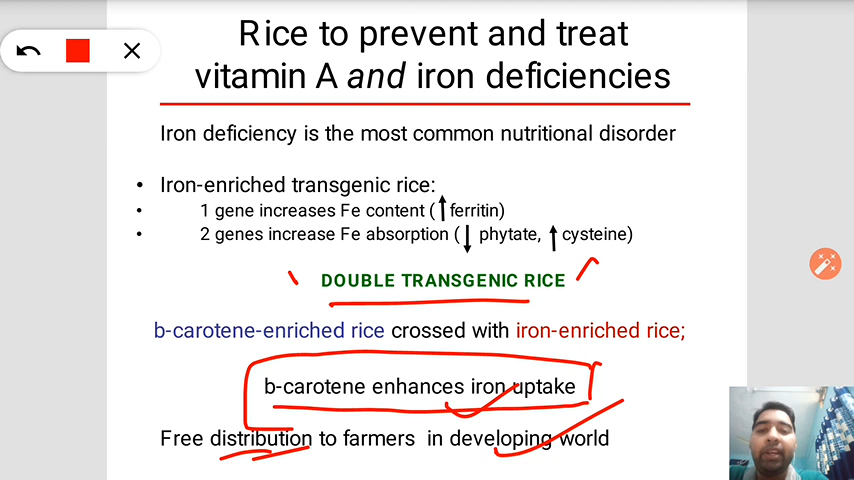 Rice to prevent and treat
vitamin A and iron deficiencies
Iron deficiency is the most common nutritional disorder
• Iron-enriched transgenic rice:
• 1 gene increases Fe content (↑ferritin)
• 2 genes increase Fe absorption (↓ phytate, ↑ cysteine)
DOUBLE TRANSGENIC RICE
b-carotene-enriched rice crossed with iron-enriched rice;
b-carotene enhances iron uptake
Free distribution to farmers in developing world